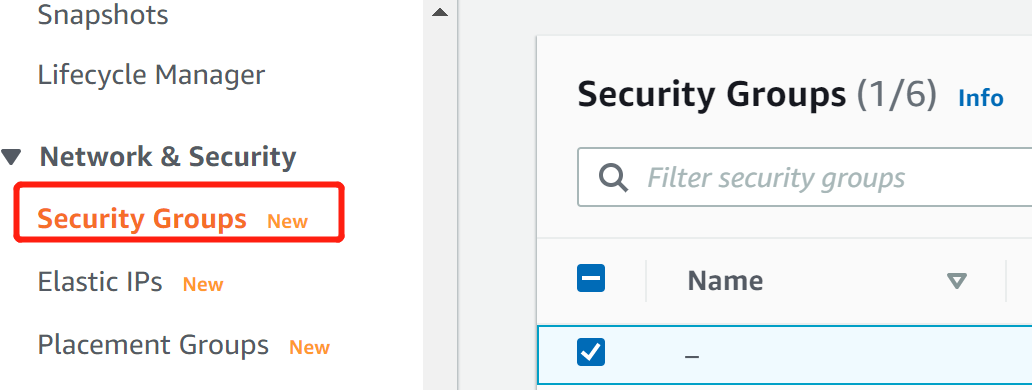 Snapshots
Lifecycle Manager
Network & Security
Security Groups New
Elastic IPs New
Placement Groups New
Security Groups (1/6) Info
Filter security groups
Name
–